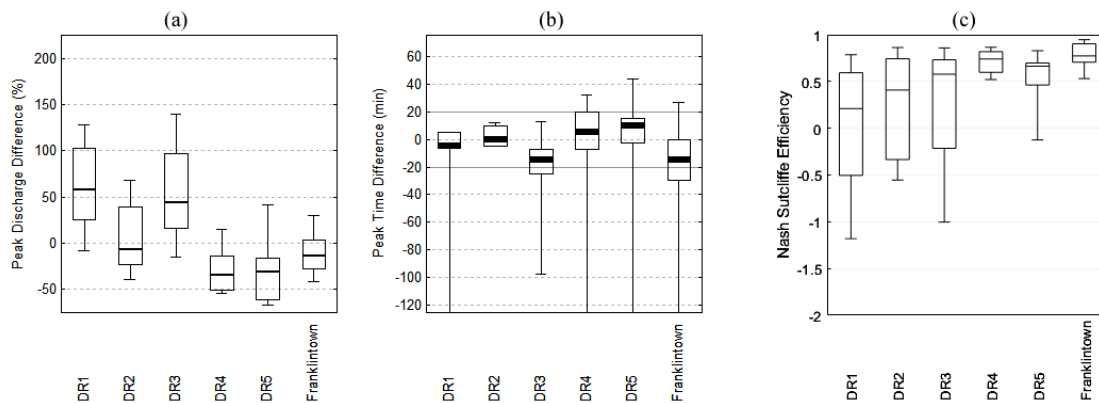 (a)
Peak Discharge Difference (%)
200
150
100
50
0
-50
DR1
DR2
DR3
DR4
DR5
Franklintown
(b)
Peak Time Difference (min)
60
40
20
0
-20
-40
-60
-80
-100
-120
DR1
DR2
DR3
DR4
DR5
Franklintown
(c)
Nash Sutcliffe Efficiency
1
0.5
0
-0.5
-1
-1.5
-2
DR1
DR2
DR3
DR4
DR5
Franklintown